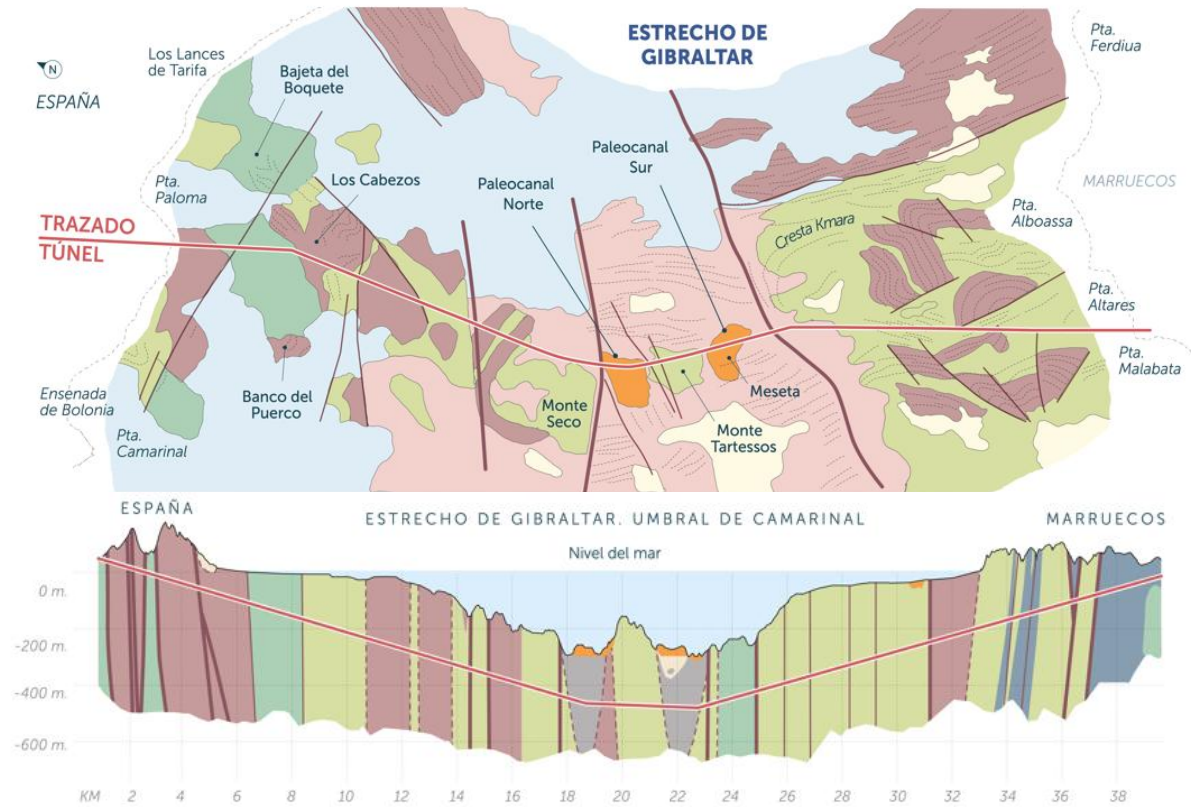 ESTRECHO DE
GIBRALTAR
Pta.
Ferdiua
Los Lances
de Tarifa
N
ESPAÑA
Bajeta del
Boquete
Paleocanal
Sur
Los Cabezos
Pta.
Paloma
Paleocanal
Norte
MARRUECOS
Pta.
Alboassa
TRAZADO
TÚNEL
Cresta Kmara
Pta.
Altares
Pta.
Malabata
Ensenada
de Bolonia
Banco del
Puerco
Monte
Seco
Meseta
Pta.
Camarinal
Monte
Tartessos
ESPAÑA
ESTRECHO DE GIBRALTAR. UMBRAL DE CAMARINAL
MARRUECOS
Nivel del mar
0 m.
-200 m.
-400 m.
-600 m.
KM 2 4 6 8 10 12 14 16 18 20 22 24 26 28 30 32 34 36 38